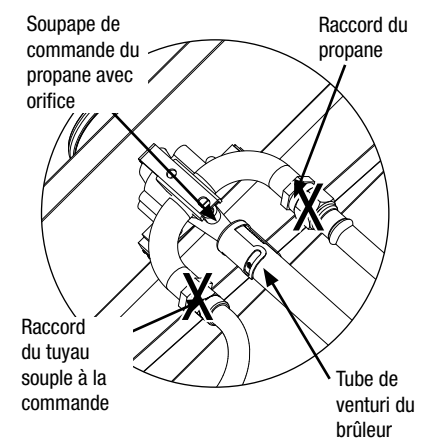 Soupape de
commande du
propane avec
orifice
Raccord du
propane
X
X
Raccord
du tuyau
souple à la
commande
Tube de
venturi du
brûleur